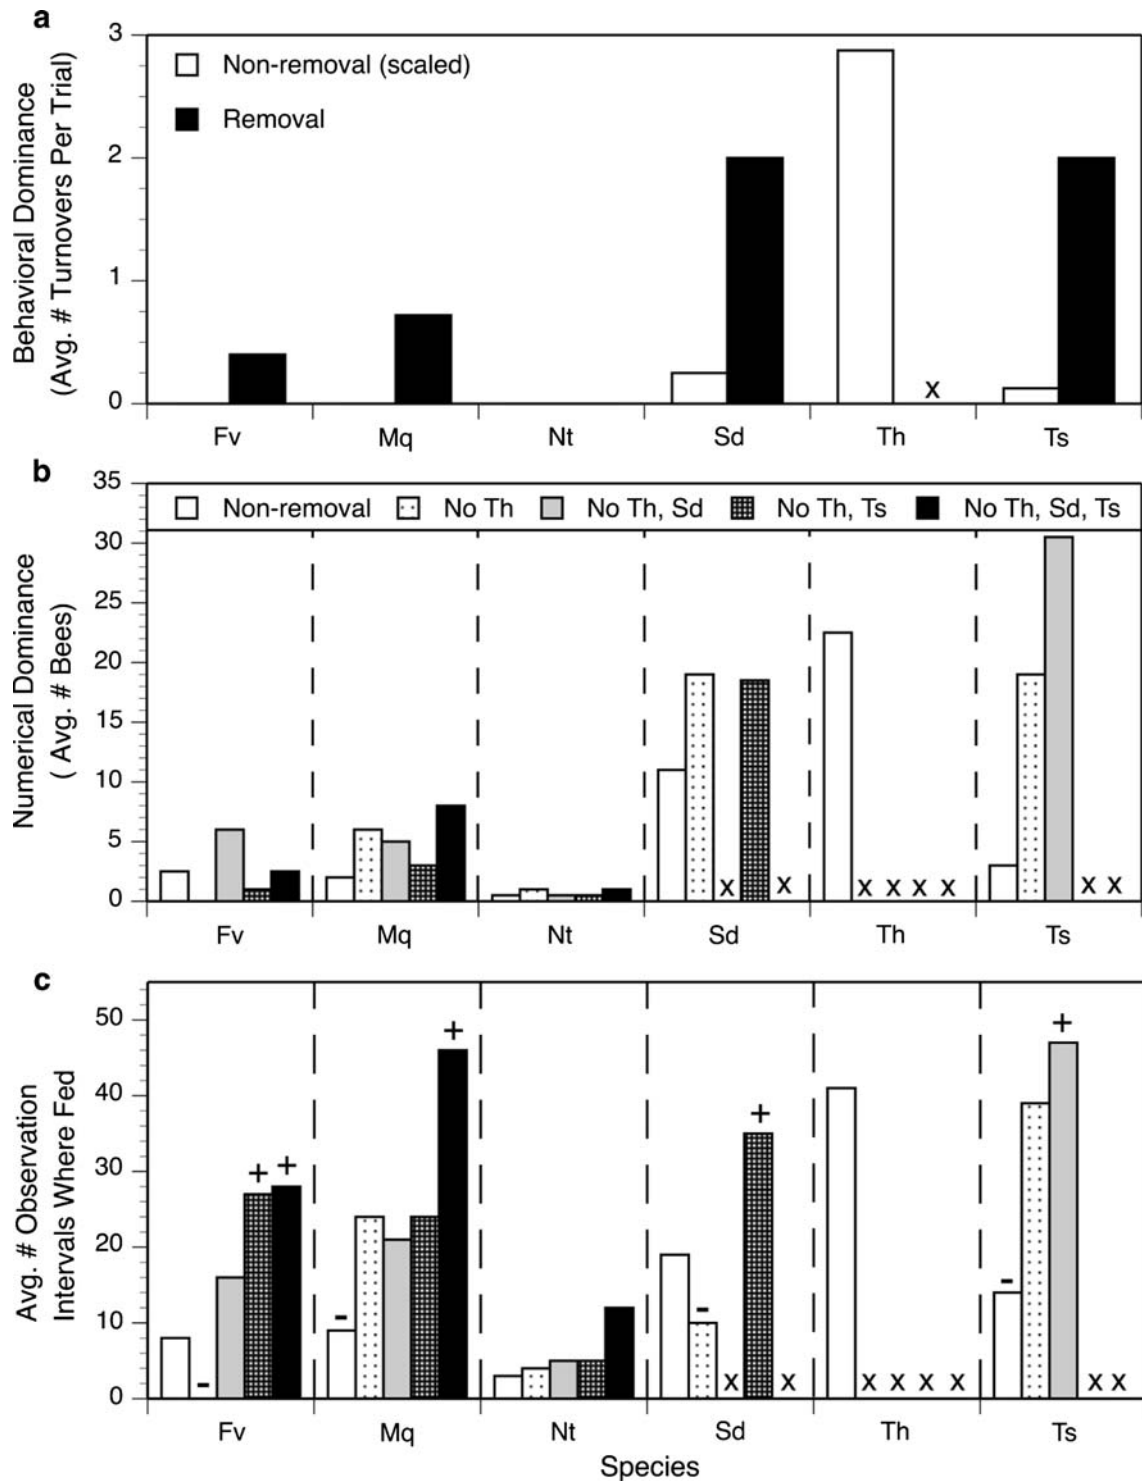 a
Behavioral Dominance
(Avg. # Turnovers Per Trial)
3
2
1
0
Non-removal (scaled)
Removal
x
Fv Mq Nt Sd Th Ts
b
Numerical Dominance
( Avg. # Bees)
35
30
25
20
15
10
5
0
Non-removal No Th No Th, Sd No Th, Ts No Th, Sd, Ts
x x x x x x x x
Fv Mq Nt Sd Th Ts
c
Avg. # Observation
Intervals Where Fed
50
40
30
20
10
0
+ +
+ + +
- - - -
x x x x x x x x
Fv Mq Nt Sd Th Ts
Species